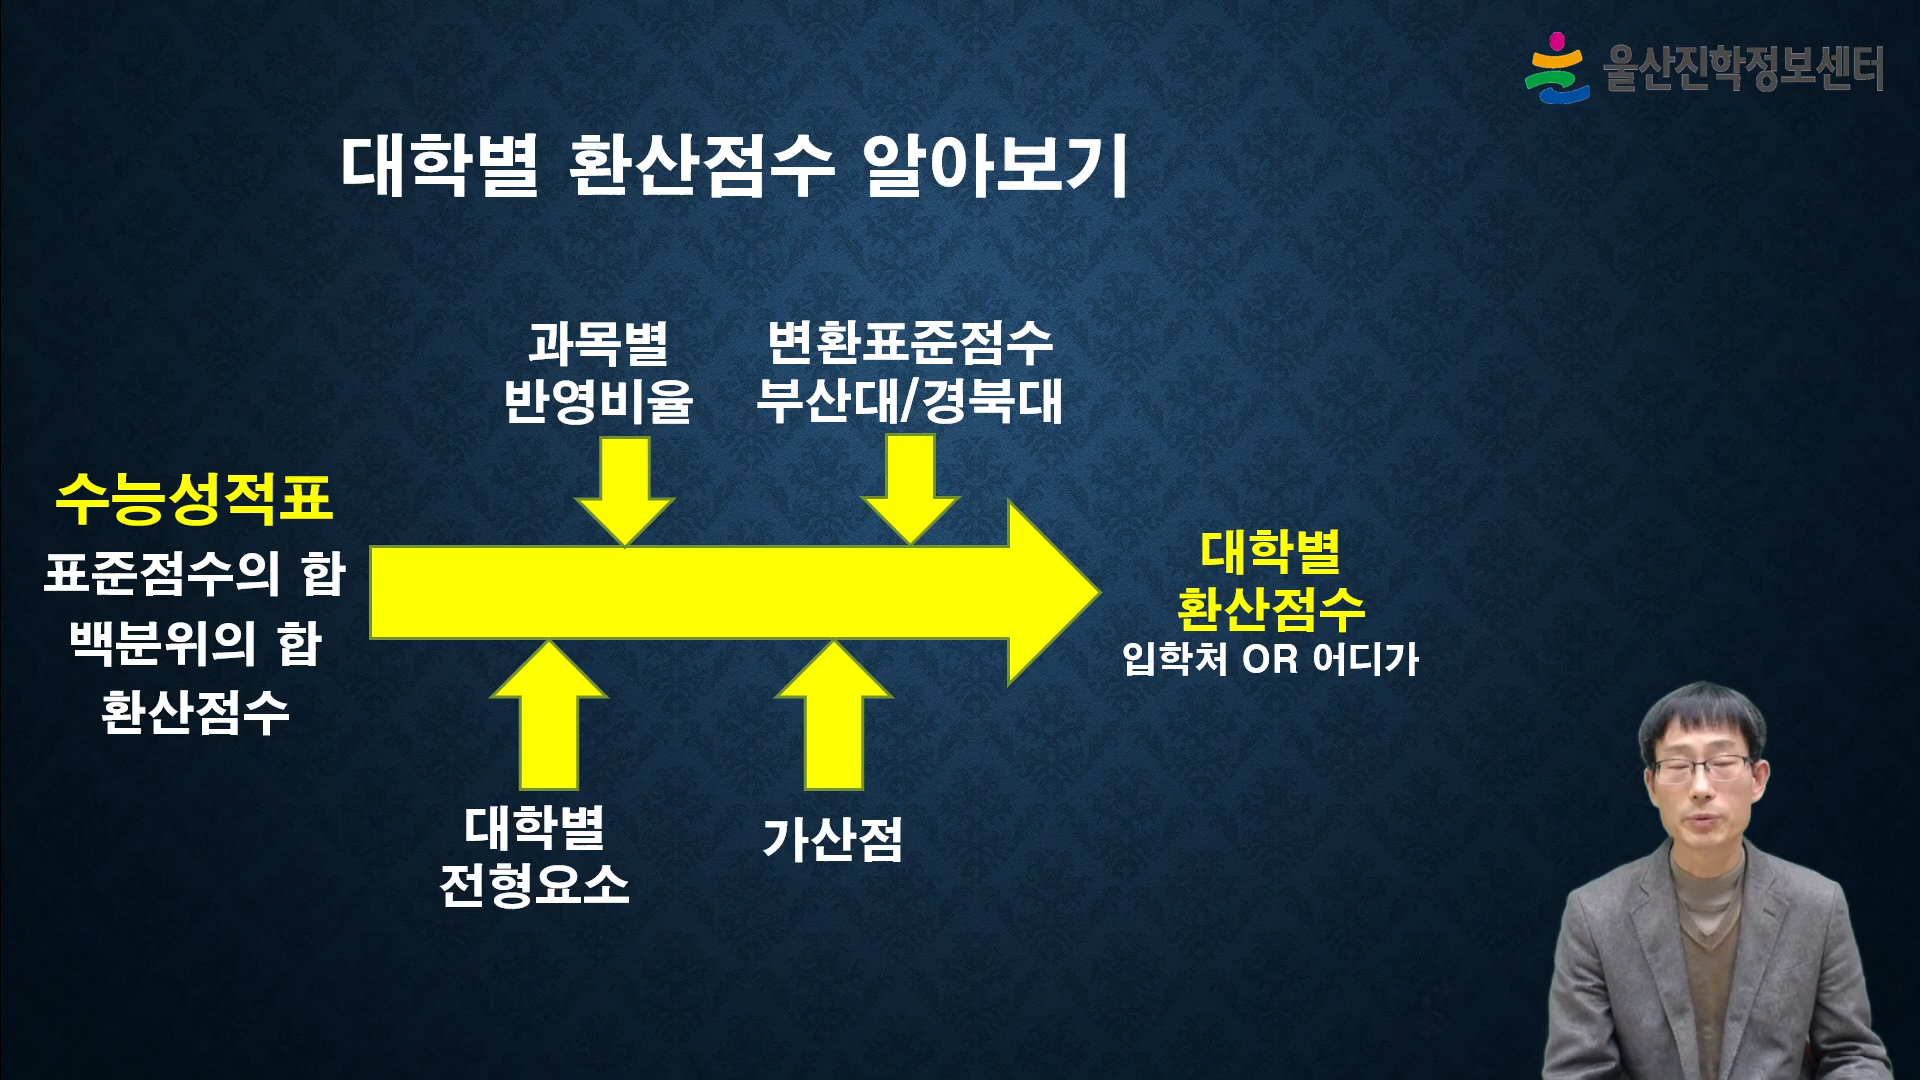 울산진학정보센터
대학별 환산점수 알아보기
과목별
반영비율
변환표준점수
부산대/경북대
수능성적표
표준점수의 합
백분위의 합
환산점수
대학별
환산점수
입학처 OR 어디가
대학별
전형요소
가산점